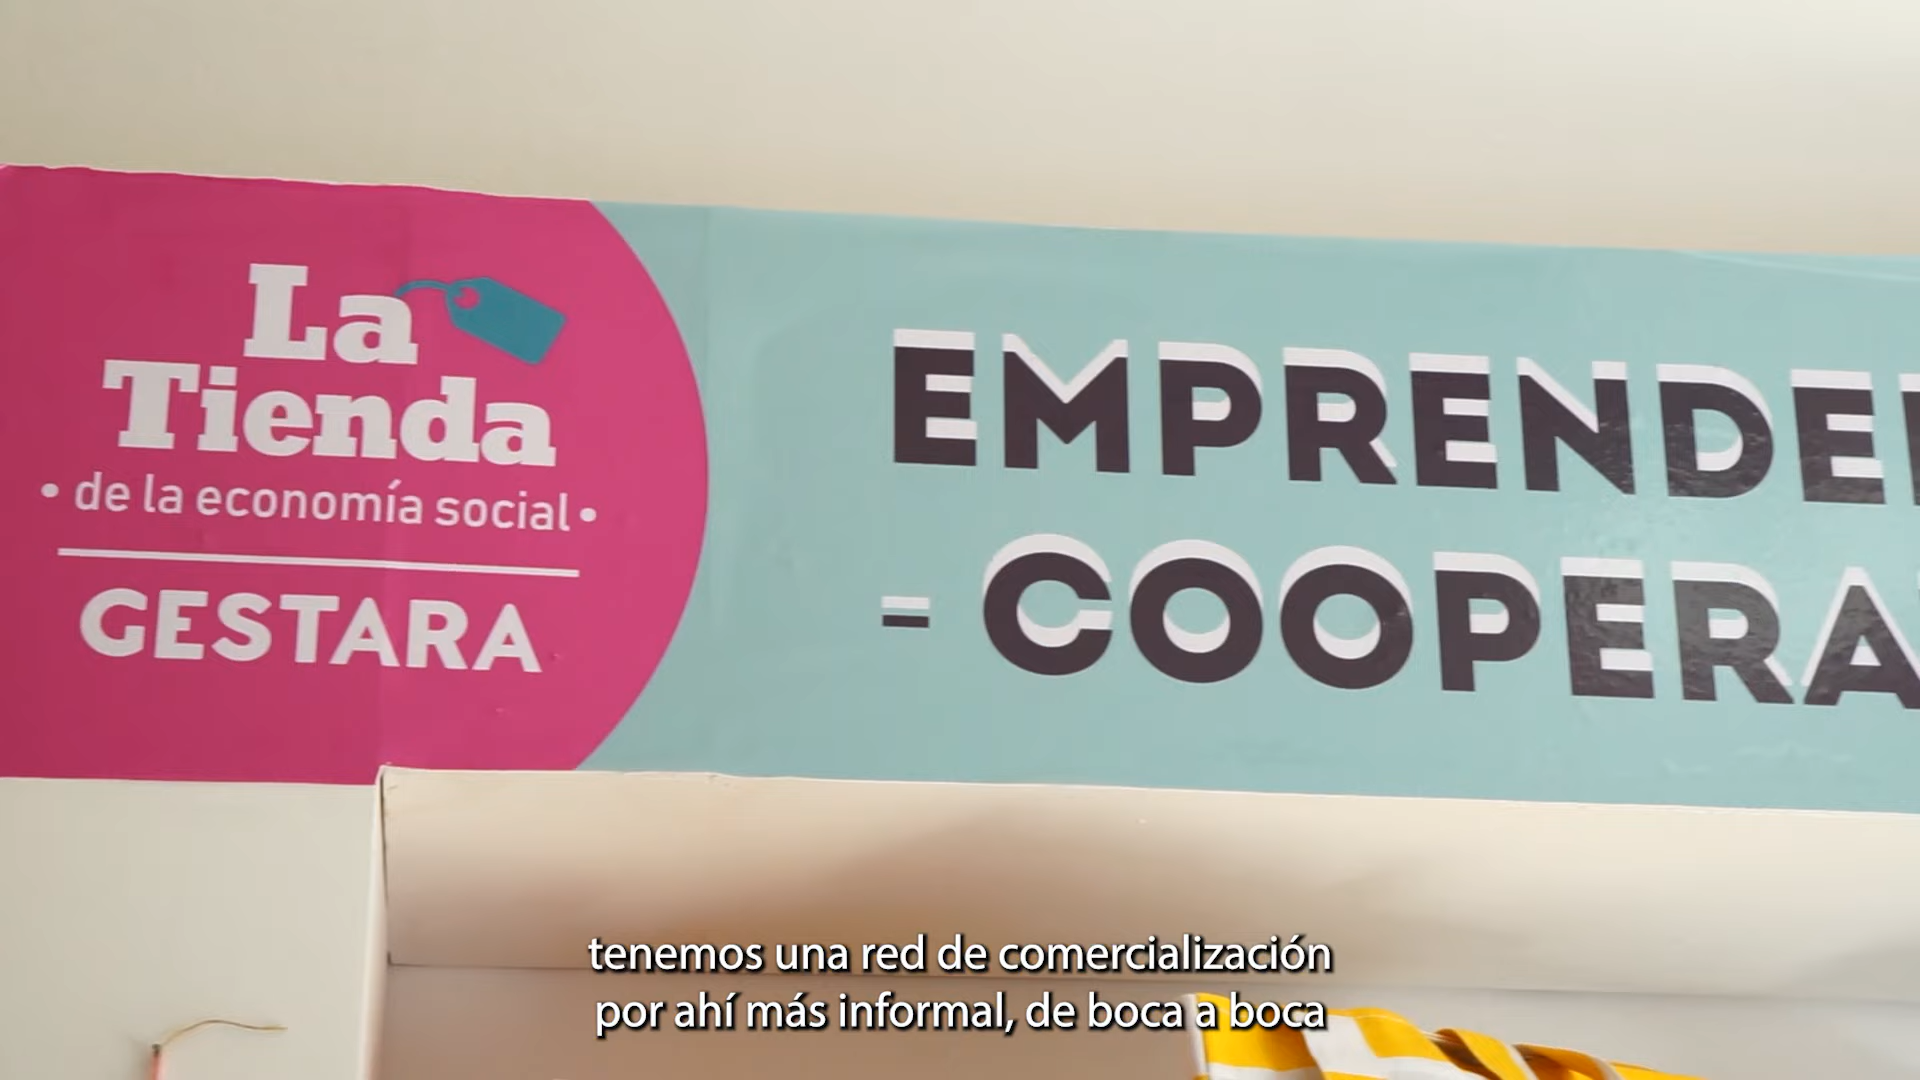 La
Tienda
• de la economía social •
GESTARA
EMPRENDE
= COOPERA
tenemos una red de comercialización
por ahí más informal, de boca a boca